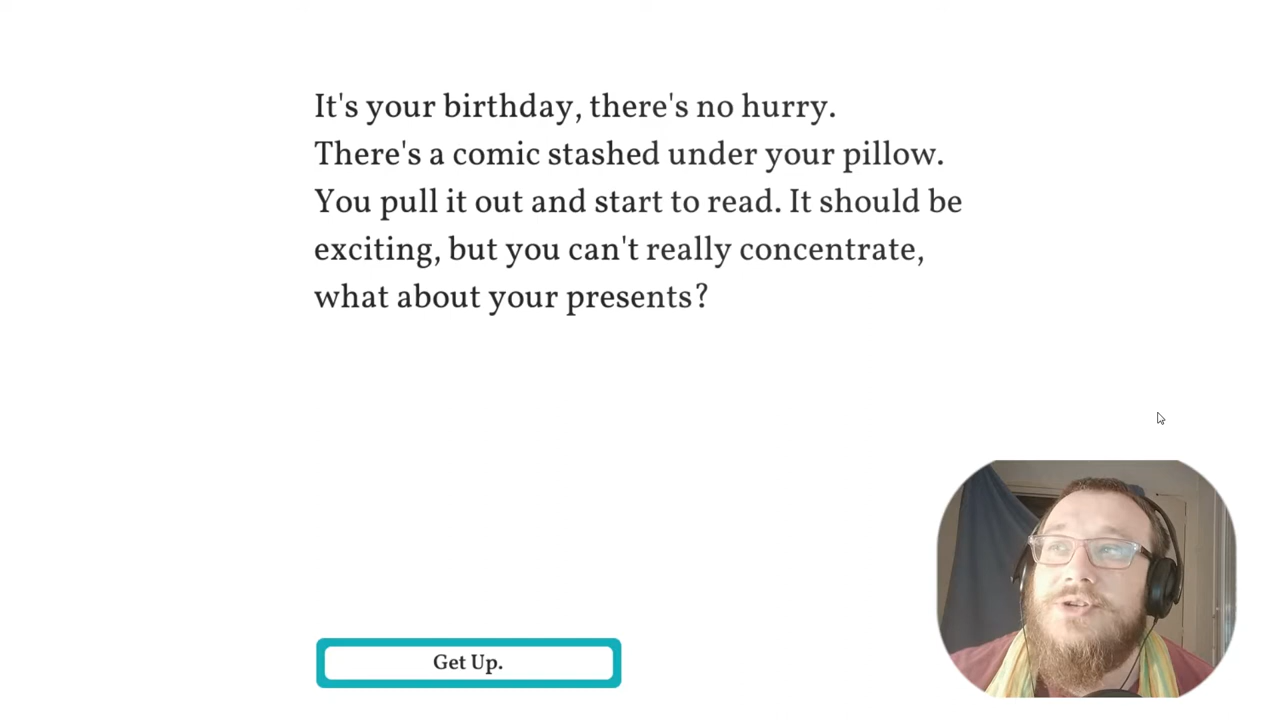 It's your birthday, there's no hurry.
There's a comic stashed under your pillow.
You pull it out and start to read. It should be
exciting, but you can't really concentrate,
what about your presents?
Get Up.